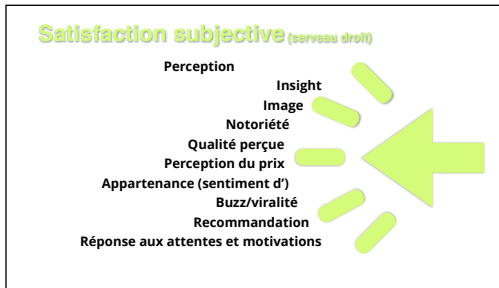 Satisfaction subjective (cerveau droit)
Perception
Insight
Image
Notoriété
Qualité perçue
Perception du prix
Appartenance (sentiment d’)
Buzz/viralité
Recommandation
Réponse aux attentes et motivations